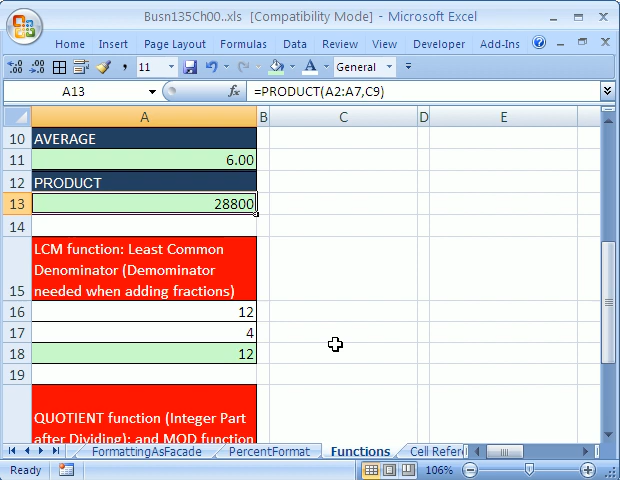 Busn135Ch00..xls [Compatibility Mode] - Microsoft Excel
Home Insert Page Layout Formulas Data Review View Developer Add-Ins
11 General
A13 fx =PRODUCT(A2:A7,C9)
A B C D E
10 AVERAGE
11 6.00
12 PRODUCT
13 28800
14
LCM function: Least Common
Denominator (Demominator
15 needed when adding fractions)
16 12
17 4
18 12
19
QUOTIENT function (Integer Part
after Dividing): and MOD function
FormattingAsFacade PercentFormat Functions Cell Refere
Ready 106%